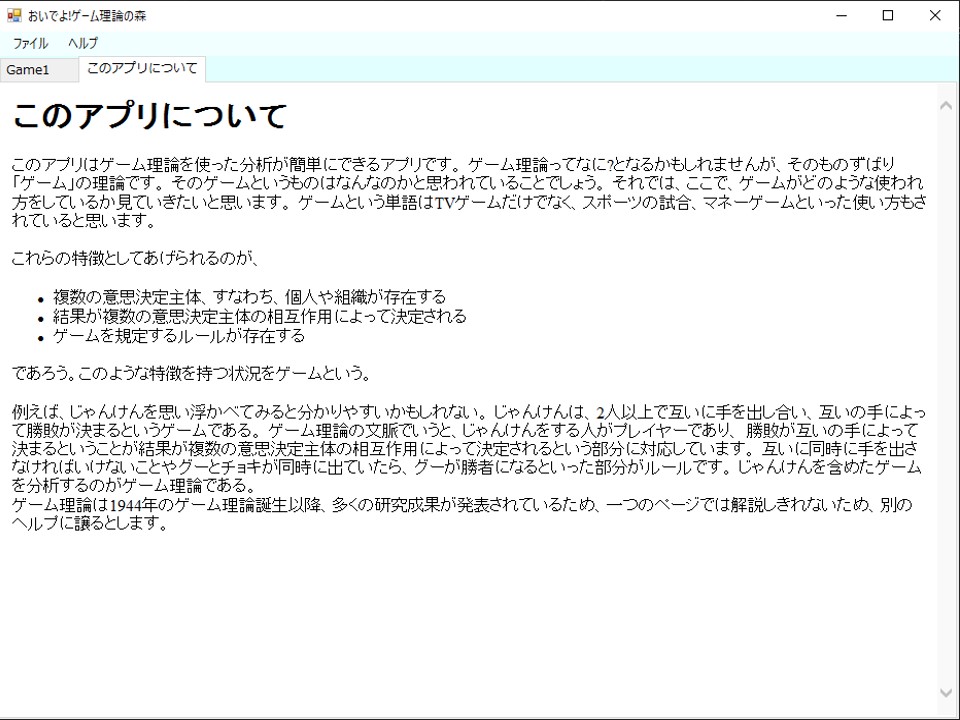 おいでよ!ゲーム理論の森
ファイル ヘルプ
Game1 このアプリについて
このアプリについて
このアプリはゲーム理論を使った分析が簡単にできるアプリです。ゲーム理論ってなに?となるかもしれませんが、そのものずばり
「ゲーム」の理論です。そのゲームというものはなんなのかと思われていることでしょう。それでは、ここで、ゲームがどのような使われ
方をしているか見ていきたいと思います。ゲームという単語はTVゲームだけでなく、スポーツの試合、マネーゲームといった使い方もさ
れていると思います。
これらの特徴としてあげられるのが、
• 複数の意思決定主体、すなわち、個人や組織が存在する
• 結果が複数の意思決定主体の相互作用によって決定される
• ゲームを規定するルールが存在する
であろう。このような特徴を持つ状況をゲームという。
例えば、じゃんけんを思い浮かべてみると分かりやすいかもしれない。じゃんけんは、2人以上で互いに手を出し合い、互いの手によっ
て勝敗が決まるというゲームである。ゲーム理論の文脈でいうと、じゃんけんをする人がプレイヤーであり、勝敗が互いの手によって
決まるということが結果が複数の意思決定主体の相互作用によって決定されるという部分に対応しています。互いに同時に手を出さ
なければいけないことやグーとチョキが同時に出ていたら、グーが勝者になるといった部分がルールです。じゃんけんを含めたゲーム
を分析するのがゲーム理論である。
ゲーム理論は1944年のゲーム理論誕生以降、多くの研究成果が発表されているため、一つのページでは解説しきれないため、別の
ヘルプに譲るとします。